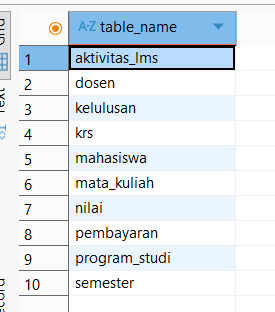 A-Z table_name
1 aktivitas_lms
2 dosen
3 kelulusan
4 krs
5 mahasiswa
6 mata_kuliah
7 nilai
8 pembayaran
9 program_studi
10 semester
Text